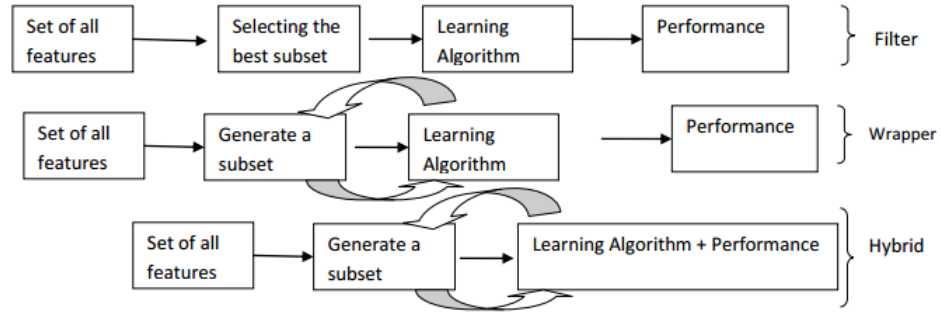 Set of all
features
Selecting the
best subset
Learning
Algorithm
Performance
Filter
Set of all
features
Generate a
subset
Learning
Algorithm
Performance
Wrapper
Set of all
features
Generate a
subset
Learning Algorithm + Performance
Hybrid